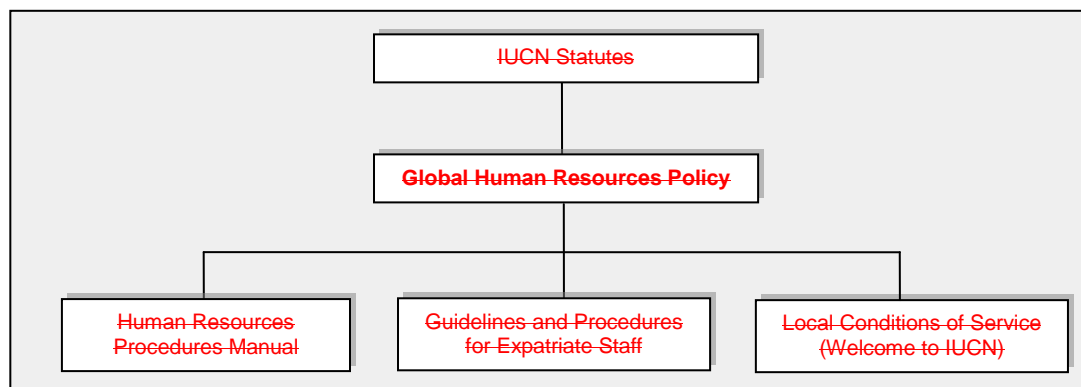 IUCN Statutes
Global Human Resources Policy
Human Resources
Procedures Manual
Guidelines and Procedures
for Expatriate Staff
Local Conditions of Service
(Welcome to IUCN)